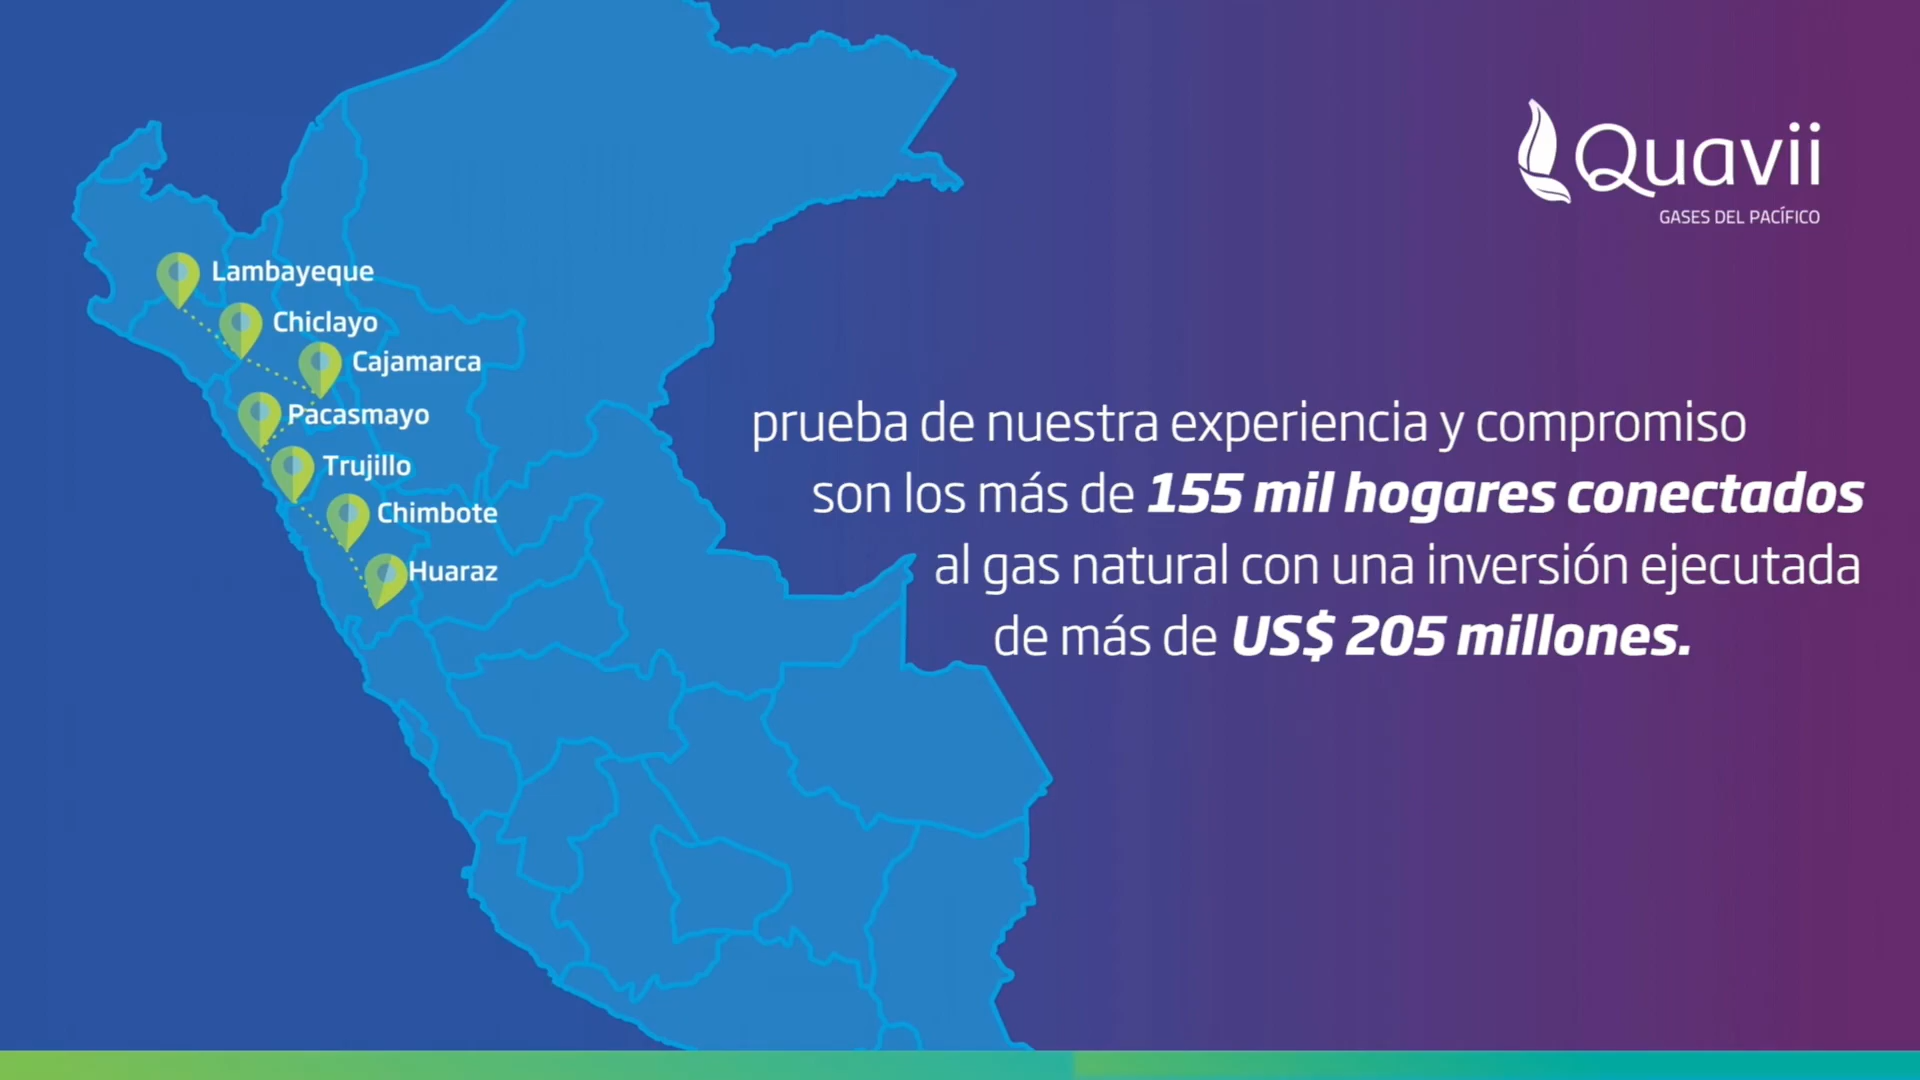 Quavii
GASES DEL PACÍFICO
Lambayeque
Chiclayo
Cajamarca
Pacasmayo
Trujillo
Chimbote
Huaraz
prueba de nuestra experiencia y compromiso
son los más de 155 mil hogares conectados
al gas natural con una inversión ejecutada
de más de US$ 205 millones.